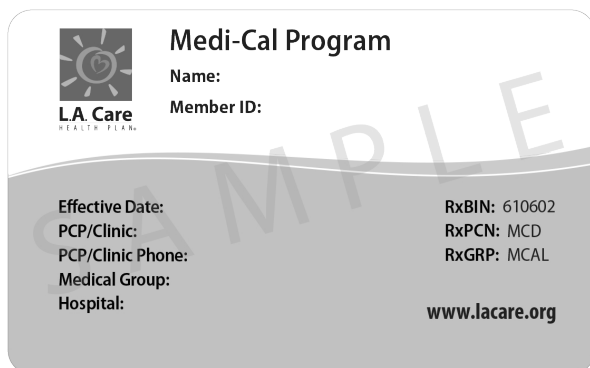 Medi-Cal Program
Name:
Member ID:
L.A. Care
HEALTH PLAN®
SAMPLE
Effective Date:
PCP/Clinic:
PCP/Clinic Phone:
Medical Group:
Hospital:
RxBIN: 610602
RxPCN: MCD
RxGRP: MCAL
www.lacare.org